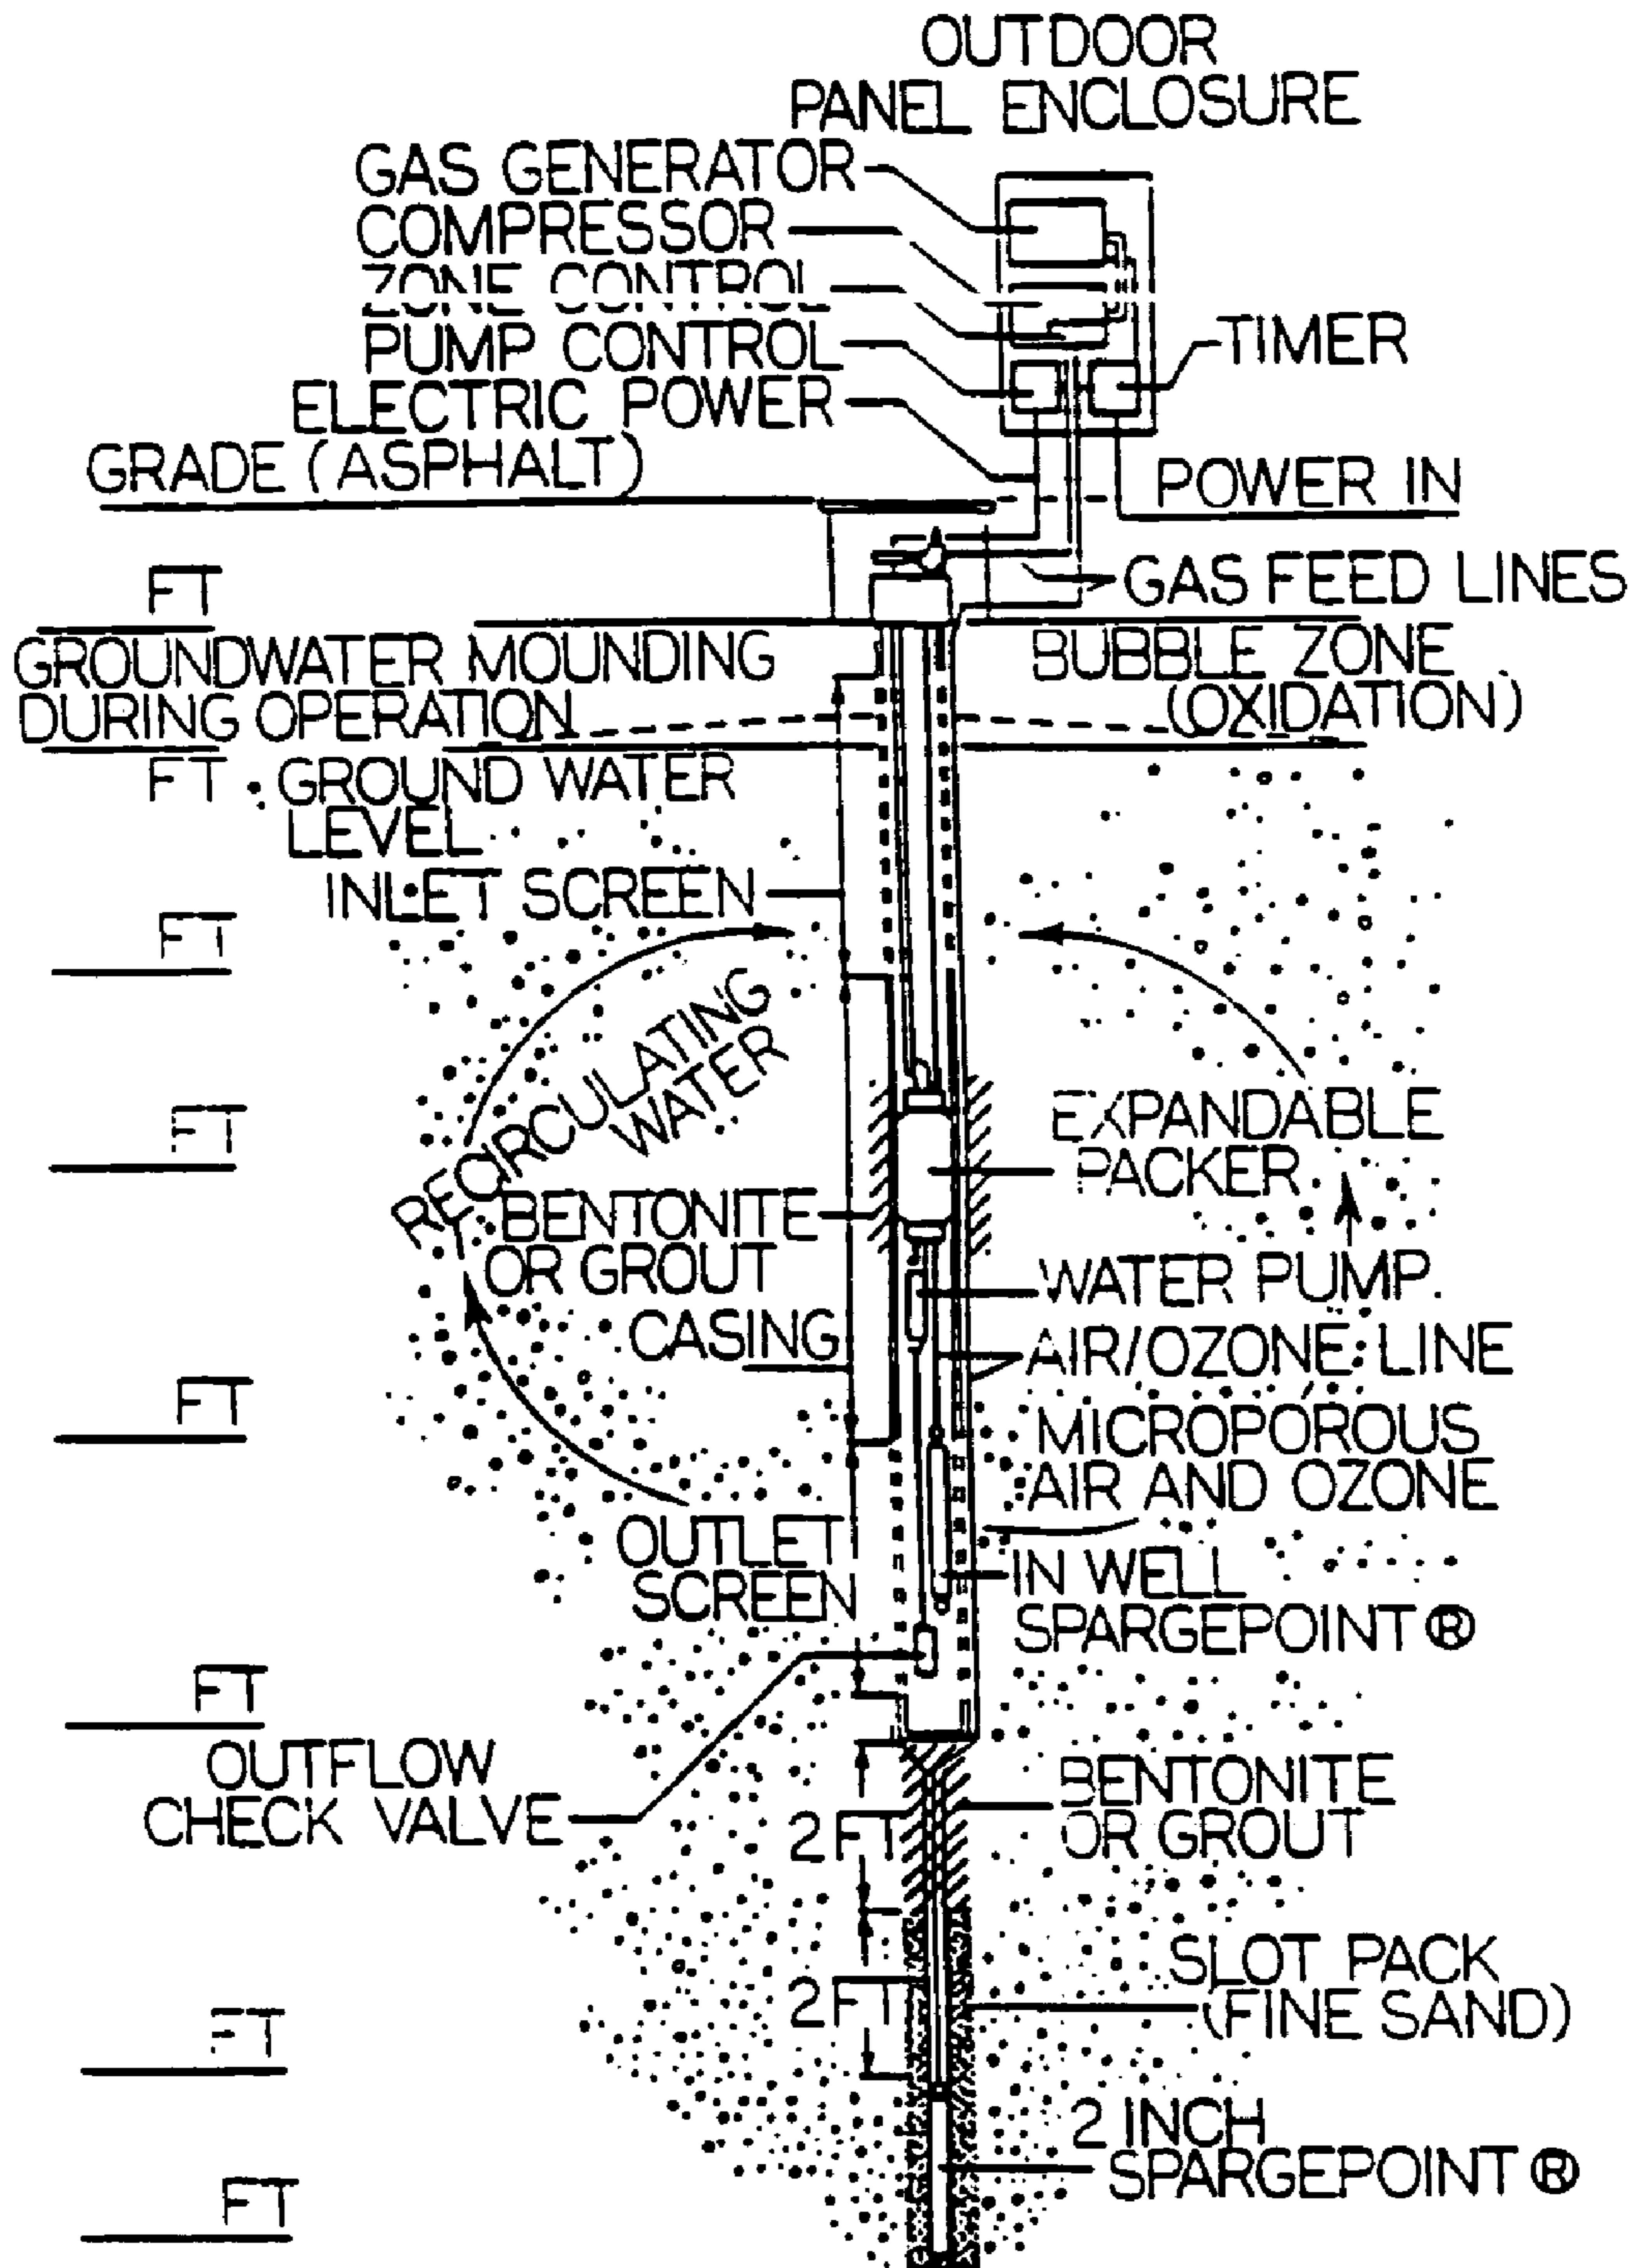 OUTDOOR
PANEL ENCLOSURE
GAS GENERATOR
COMPRESSOR
ZONE CONTROL
PUMP CONTROL
TIMER
ELECTRIC POWER
GRADE (ASPHALT)
POWER IN
FT
GAS FEED LINES
GROUNDWATER MOUNDING
DURING OPERATION
BUBBLE ZONE
(OXIDATION)
FT
GROUND WATER
LEVEL
INLET SCREEN
FT
RECIRCULATING
WATER
FT
EXPANDABLE
PACKER
BENTONITE
OR GROUT
WATER PUMP
CASING
AIR/OZONE LINE
FT
MICROPOROUS
AIR AND OZONE
OUTLET
SCREEN
IN WELL
SPARGEPOINT®
FT
OUTFLOW
CHECK VALVE
2 FT
BENTONITE
OR GROUT
2 FT
SLOT PACK
(FINE SAND)
FT
2 INCH
SPARGEPOINT®
FT